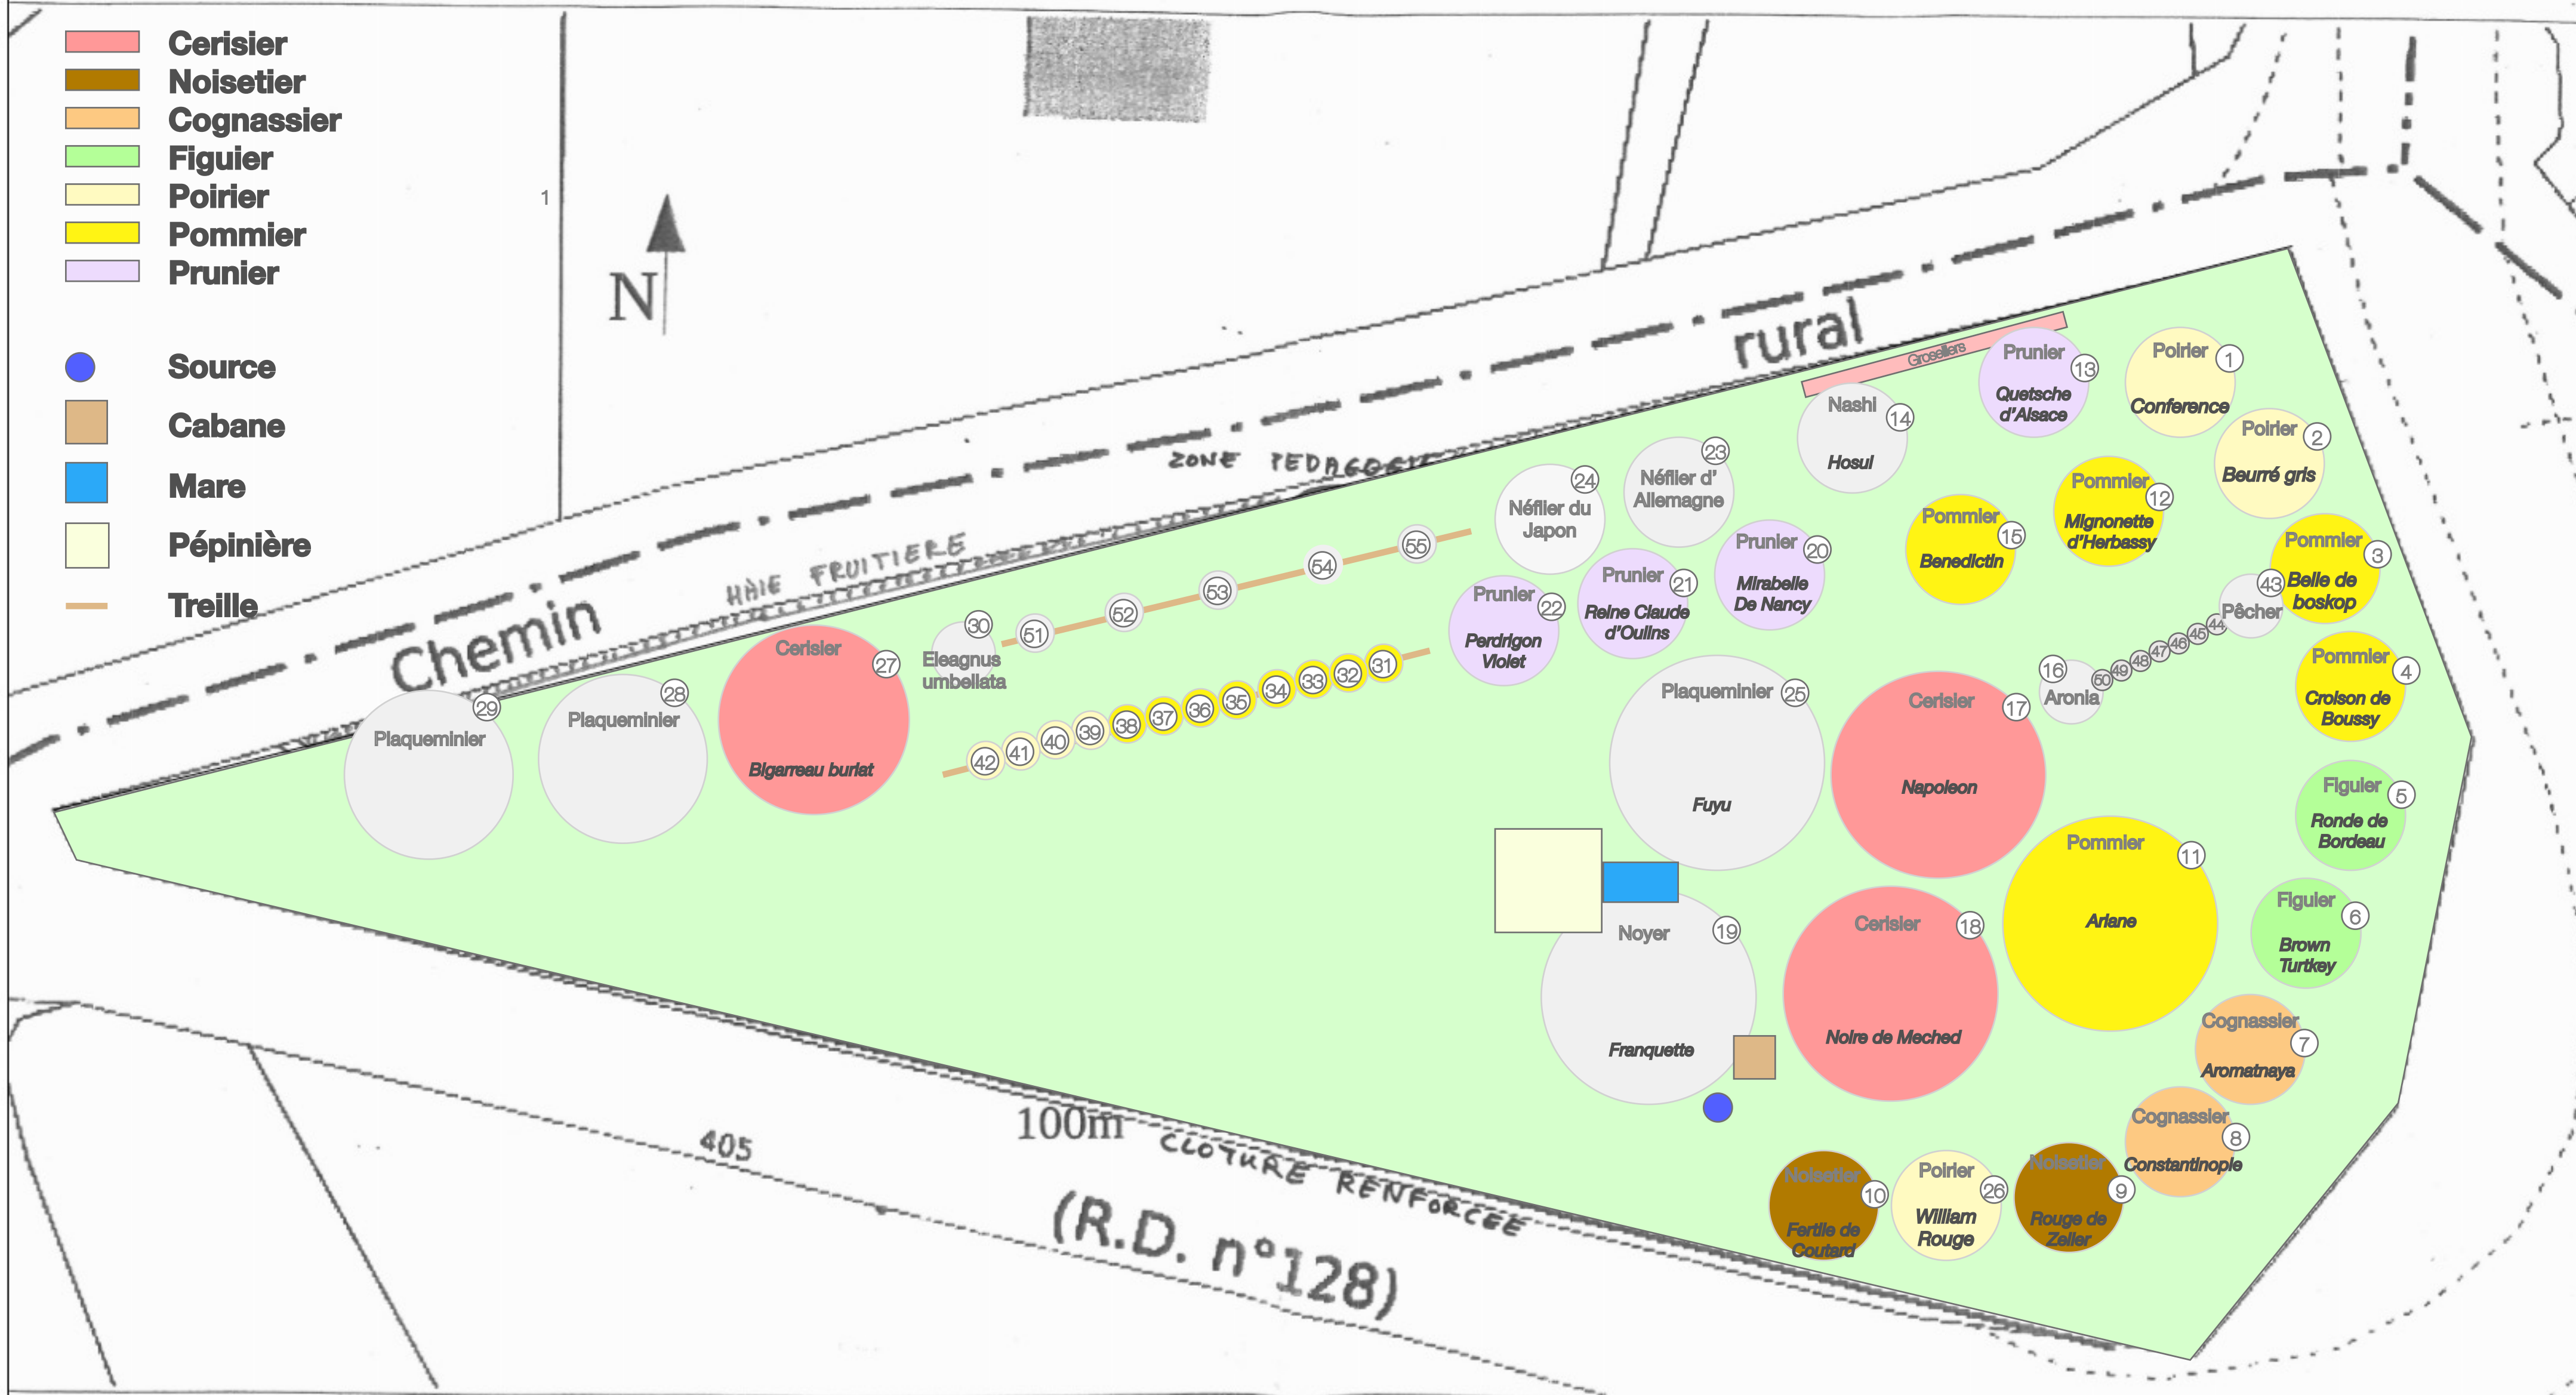 Cerisier
Noisetier
Cognassier
Figuier
Poirier
Pommier
Prunier
Source
Cabane
Mare
Pépinière
Treille
1
N
Chemin
rural
HAIE FRUITIERE
ZONE PEDAGOGIE
Groseiliers
Prunier
13
Quetsche
d'Alsace
Poirier
1
Conference
Poirier
2
Beurré gris
Nashi
14
Hosui
Néflier d'
Allemagne
23
Néflier du
Japon
24
Pommier
12
Mignonette
d'Herbassy
Pommier
15
Benedictin
Pommier
3
Belle de
boskop
Prunier
20
Mirabelle
De Nancy
Prunier
21
Reine Claude
d'Oulins
Prunier
22
Perdrigon
Violet
43
Pêcher
44
45
46
47
48
49
50
16
Aronia
Pommier
4
Croison de
Boussy
55
54
53
52
51
30
Eleagnus
umbellata
31
32
33
34
35
36
37
38
39
40
41
42
Cerisier
27
Bigarreau burlat
Plaqueminier
28
Plaqueminier
29
Plaqueminier
25
Fuyu
Cerisier
17
Napoleon
Figuier
5
Ronde de
Bordeau
Pommier
11
Ariane
Figuier
6
Brown
Turtkey
Noyer
19
Franquette
Cerisier
18
Noire de Meched
Cognassier
7
Aromatnaya
Cognassier
8
Constantinople
Noisetier
10
Fertile de
Coutard
Poirier
26
William
Rouge
Noisetier
9
Rouge de
Zeller
100m
CLOTURE RENFORCEE
405
(R.D. n°128)